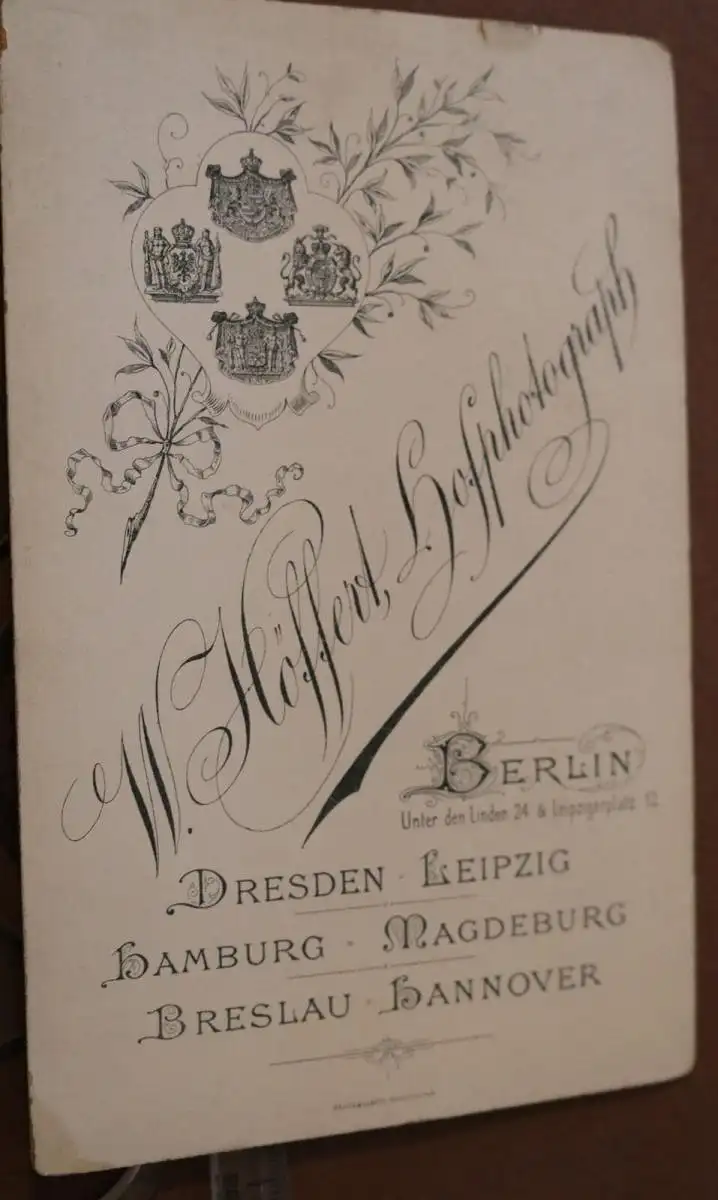 W. Höffert, Hofphotograph
BERLIN
Unter den Linden 24 & Leipzigerplatz 12
DRESDEN · LEIPZIG
HAMBURG · MAGDEBURG
BRESLAU · HANNOVER